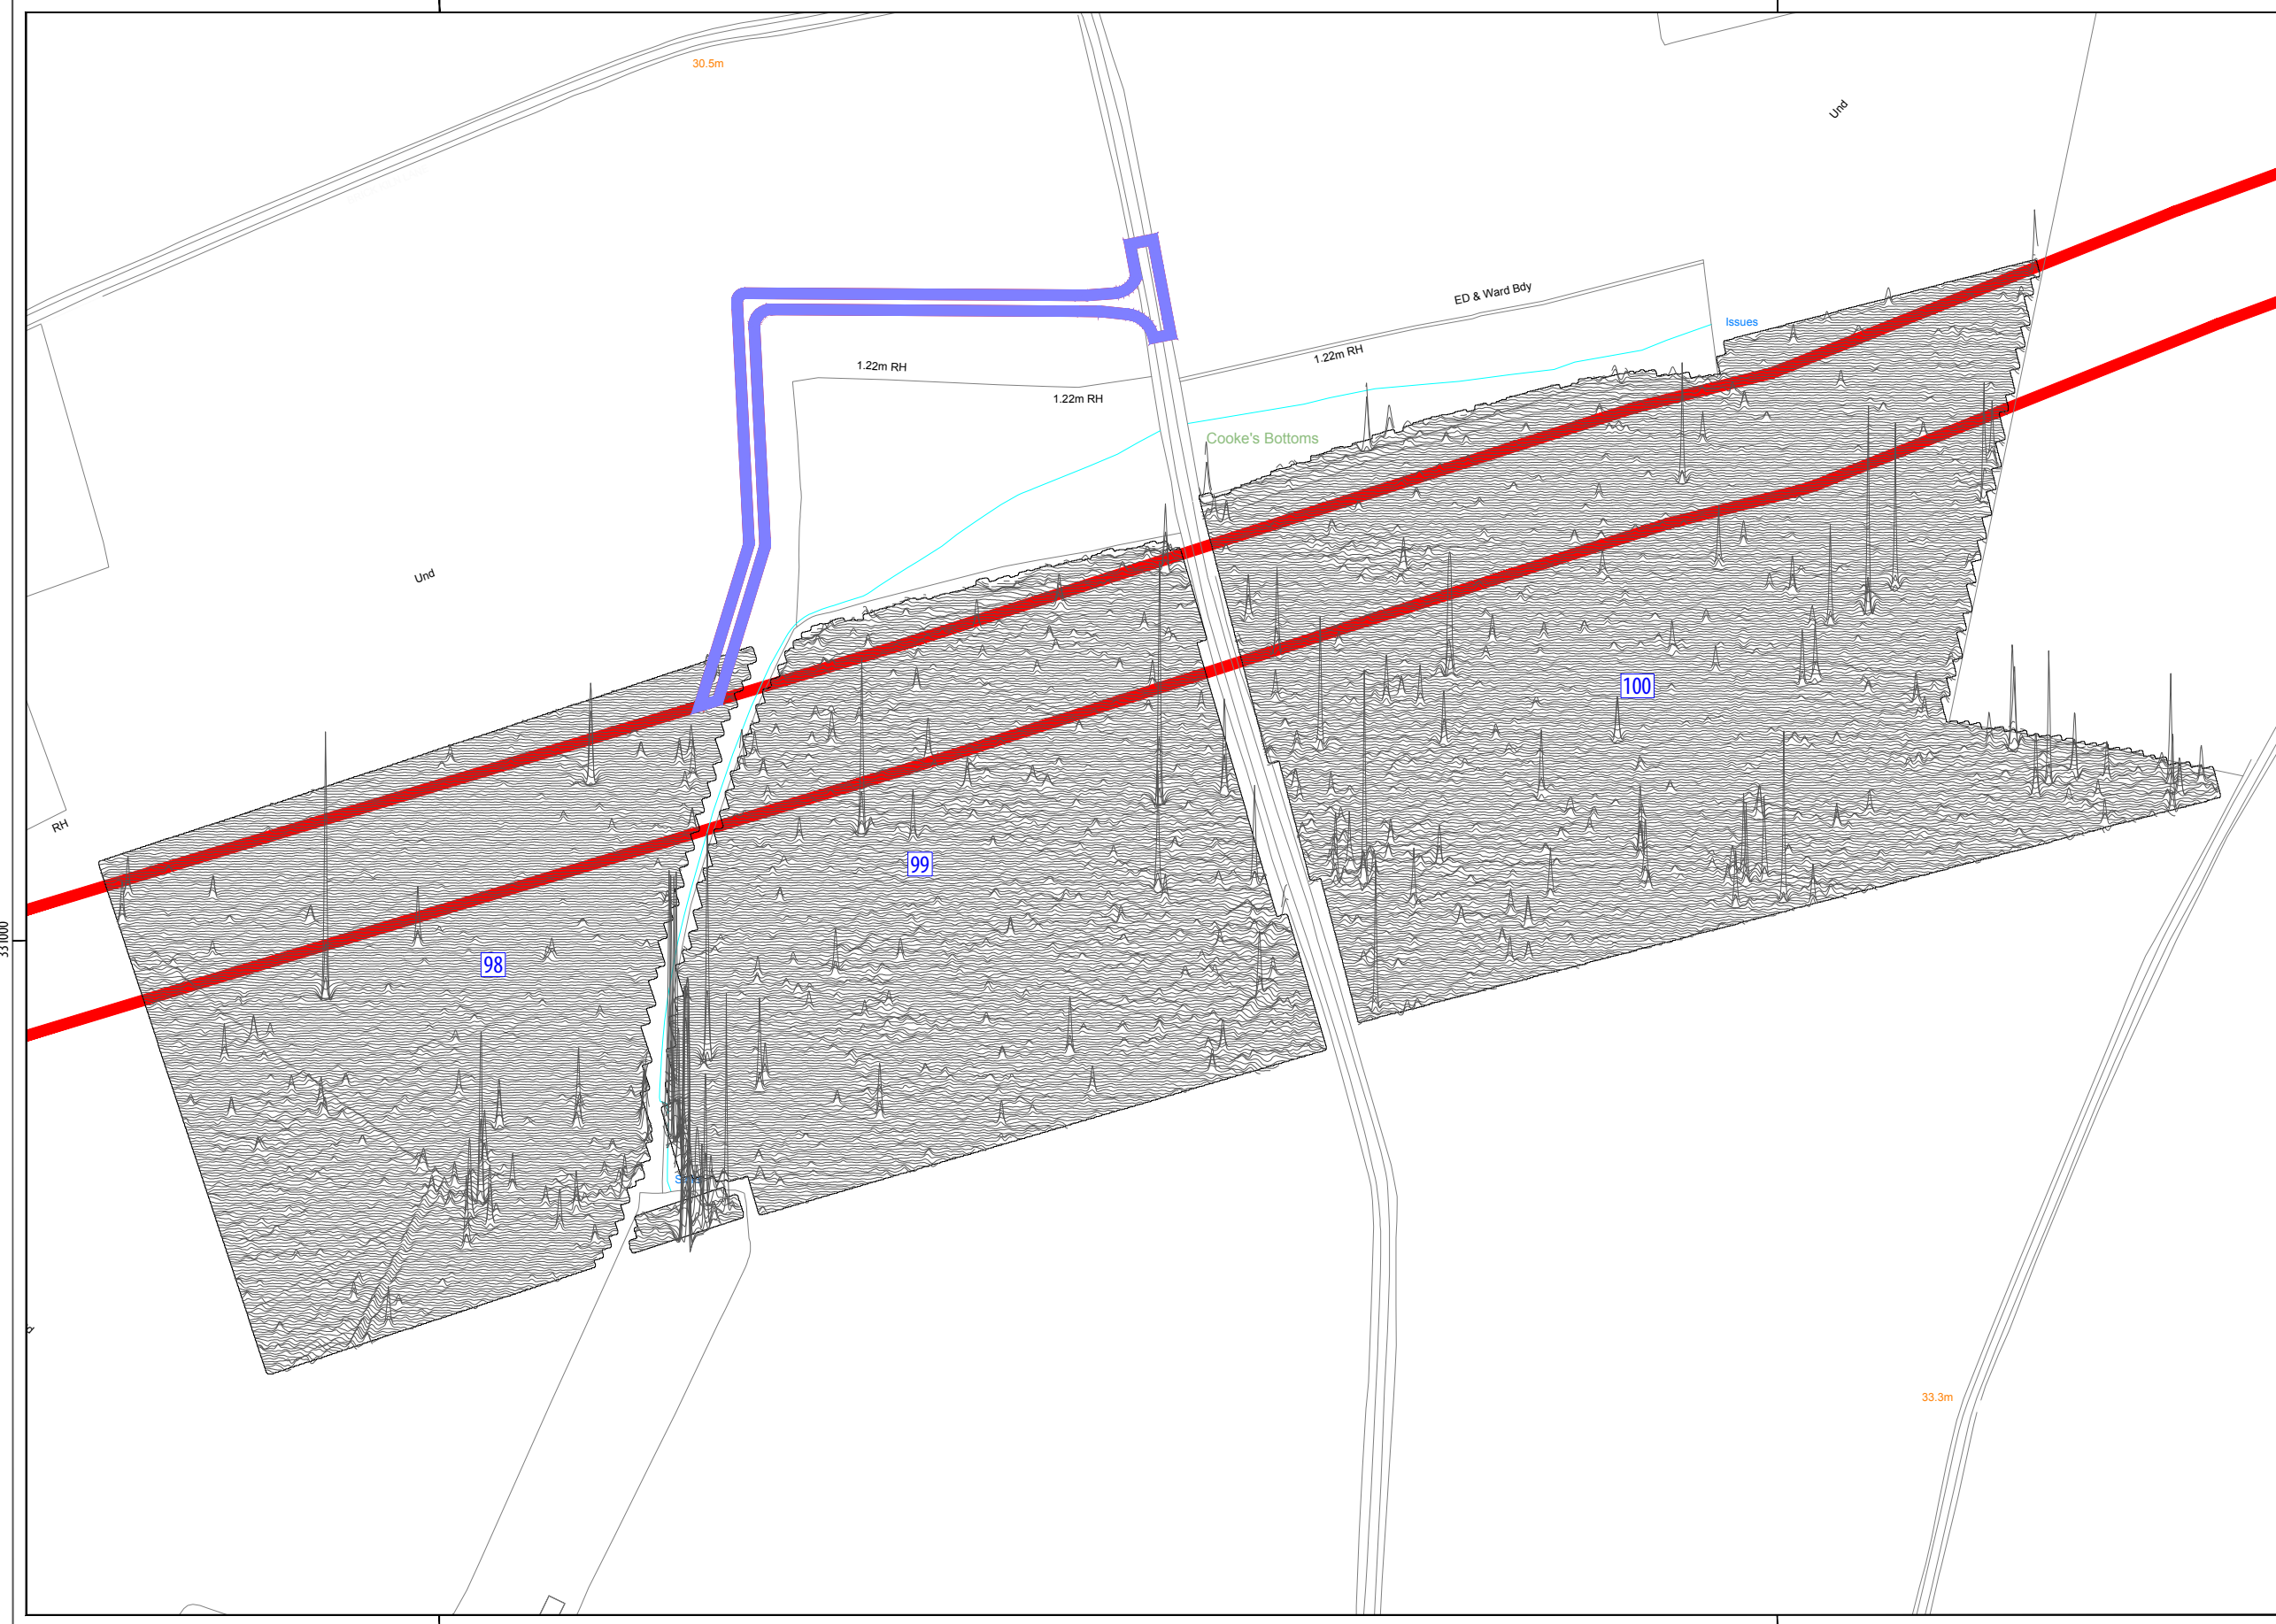 30.5m
Und
ED & Ward Bdy
Issues
1.22m RH
1.22m RH
1.22m RH
Cooke's Bottoms
Und
100
RH
99
331000
98
33.3m